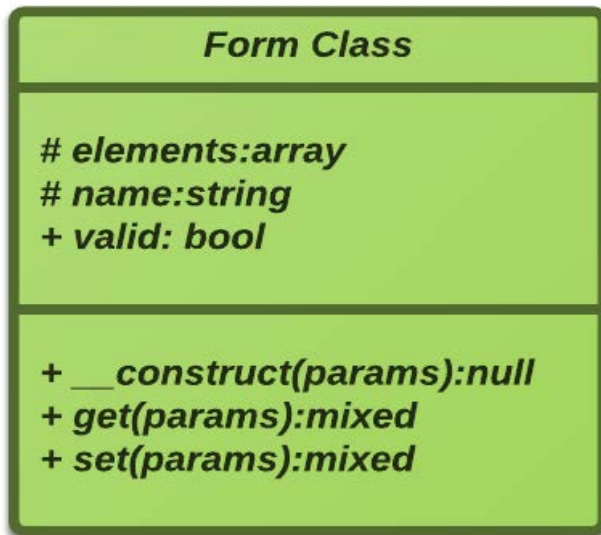 Form Class
# elements:array
# name:string
+ valid: bool
+ __construct(params):null
+ get(params):mixed
+ set(params):mixed